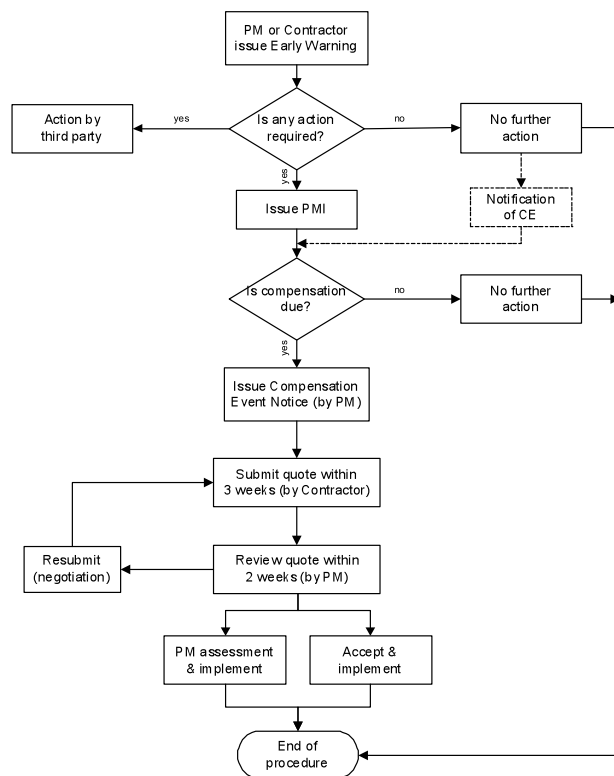 PM or Contractor
issue Early Warning
Is any action
required?
yes
Action by
third party
no
No further
action
yes
Issue PMI
Notification
of CE
Is compensation
due?
no
No further
action
yes
Issue Compensation
Event Notice (by PM)
Submit quote within
3 weeks (by Contractor)
Resubmit
(negotiation)
Review quote within
2 weeks (by PM)
PM assessment
& implement
Accept &
implement
End of
procedure